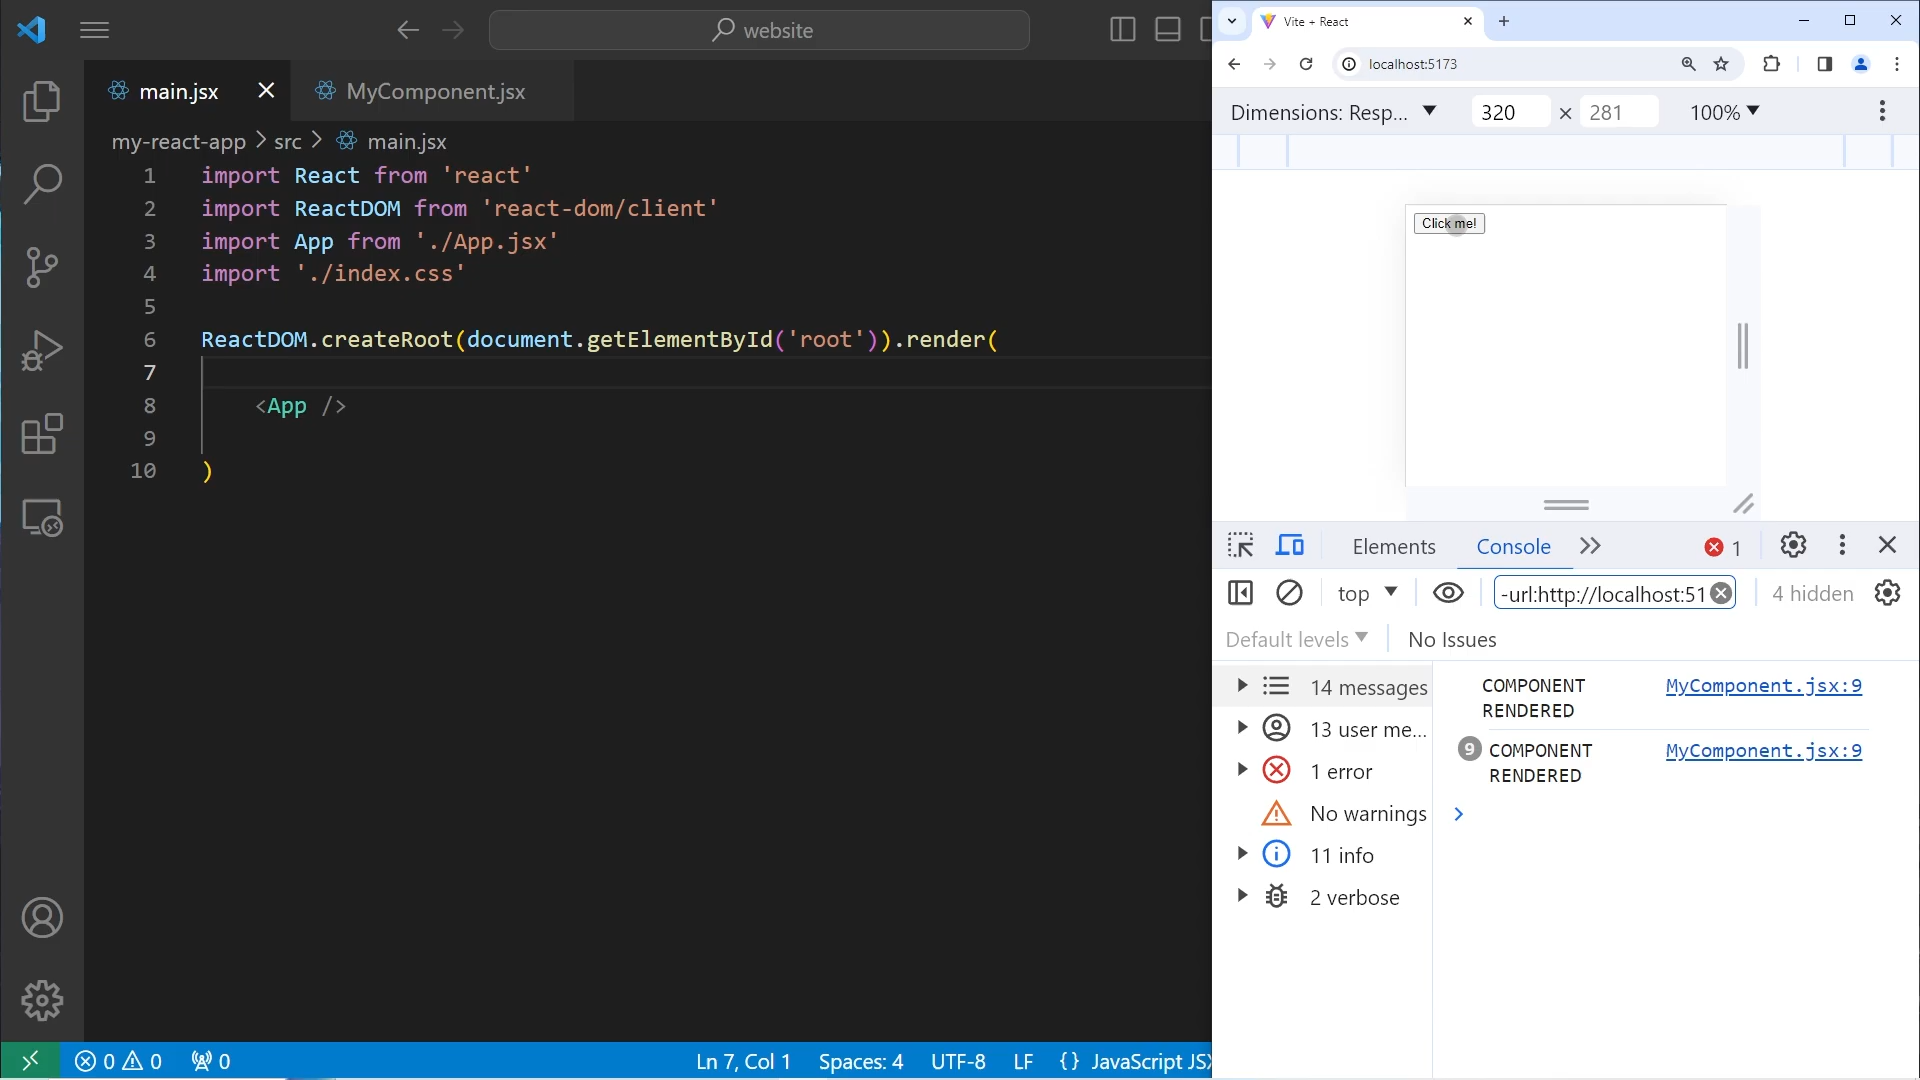 website
main.jsx
MyComponent.jsx
my-react-app > src > main.jsx
1 import React from 'react'
2 import ReactDOM from 'react-dom/client'
3 import App from './App.jsx'
4 import './index.css'
5
6 ReactDOM.createRoot(document.getElementById('root')).render(
7
8 <App />
9
10 )
0 0 0
Ln 7, Col 1 Spaces: 4 UTF-8 LF {} JavaScript JSX
Vite + React
localhost:5173
Dimensions: Resp... 320 × 281 100%
Click me!
Elements Console 1
top -url:http://localhost:51 4 hidden
Default levels No Issues
14 messages
13 user me...
1 error
No warnings
11 info
2 verbose
COMPONENT MyComponent.jsx:9
RENDERED
9 COMPONENT MyComponent.jsx:9
RENDERED